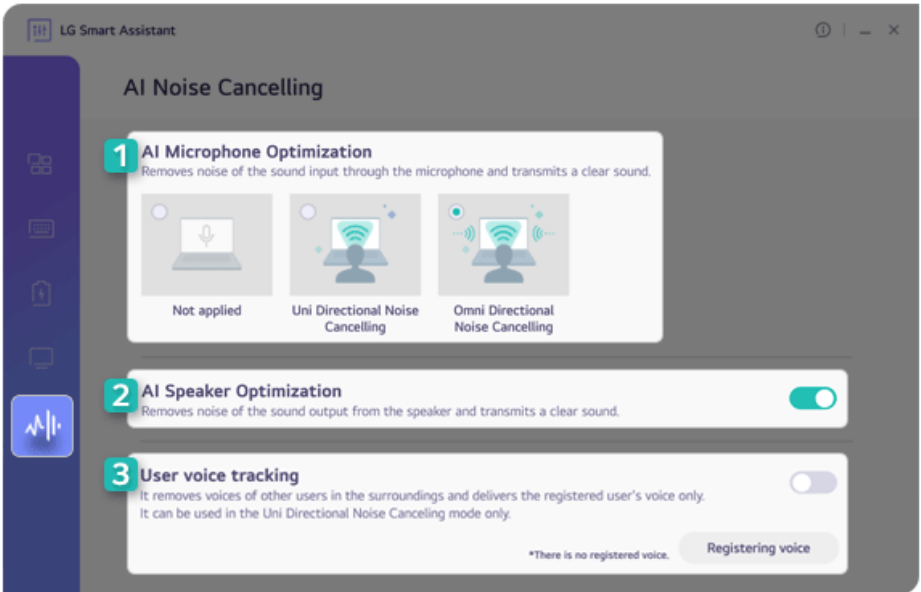 LG Smart Assistant
AI Noise Cancelling
1
AI Microphone Optimization
Removes noise of the sound input through the microphone and transmits a clear sound.
Not applied
Uni Directional Noise
Cancelling
Omni Directional
Noise Cancelling
2
AI Speaker Optimization
Removes noise of the sound output from the speaker and transmits a clear sound.
3
User voice tracking
It removes voices of other users in the surroundings and delivers the registered user's voice only.
It can be used in the Uni Directional Noise Canceling mode only.
*There is no registered voice.
Registering voice